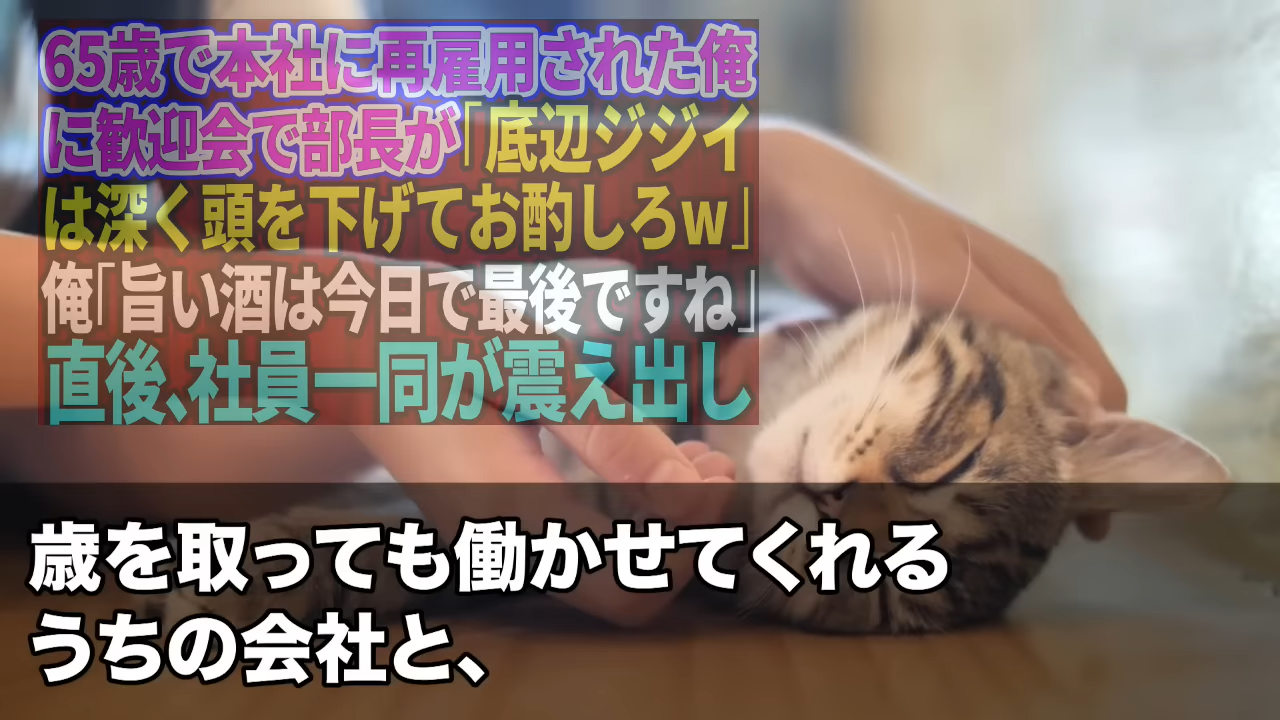 65歳で本社に再雇用された俺
に歓迎会で部長が「底辺ジジイ
は深く頭を下げてお酌しろw」
俺「旨い酒は今日で最後ですね」
直後、社員一同が震え出し
歳を取っても働かせてくれる
うちの会社と、